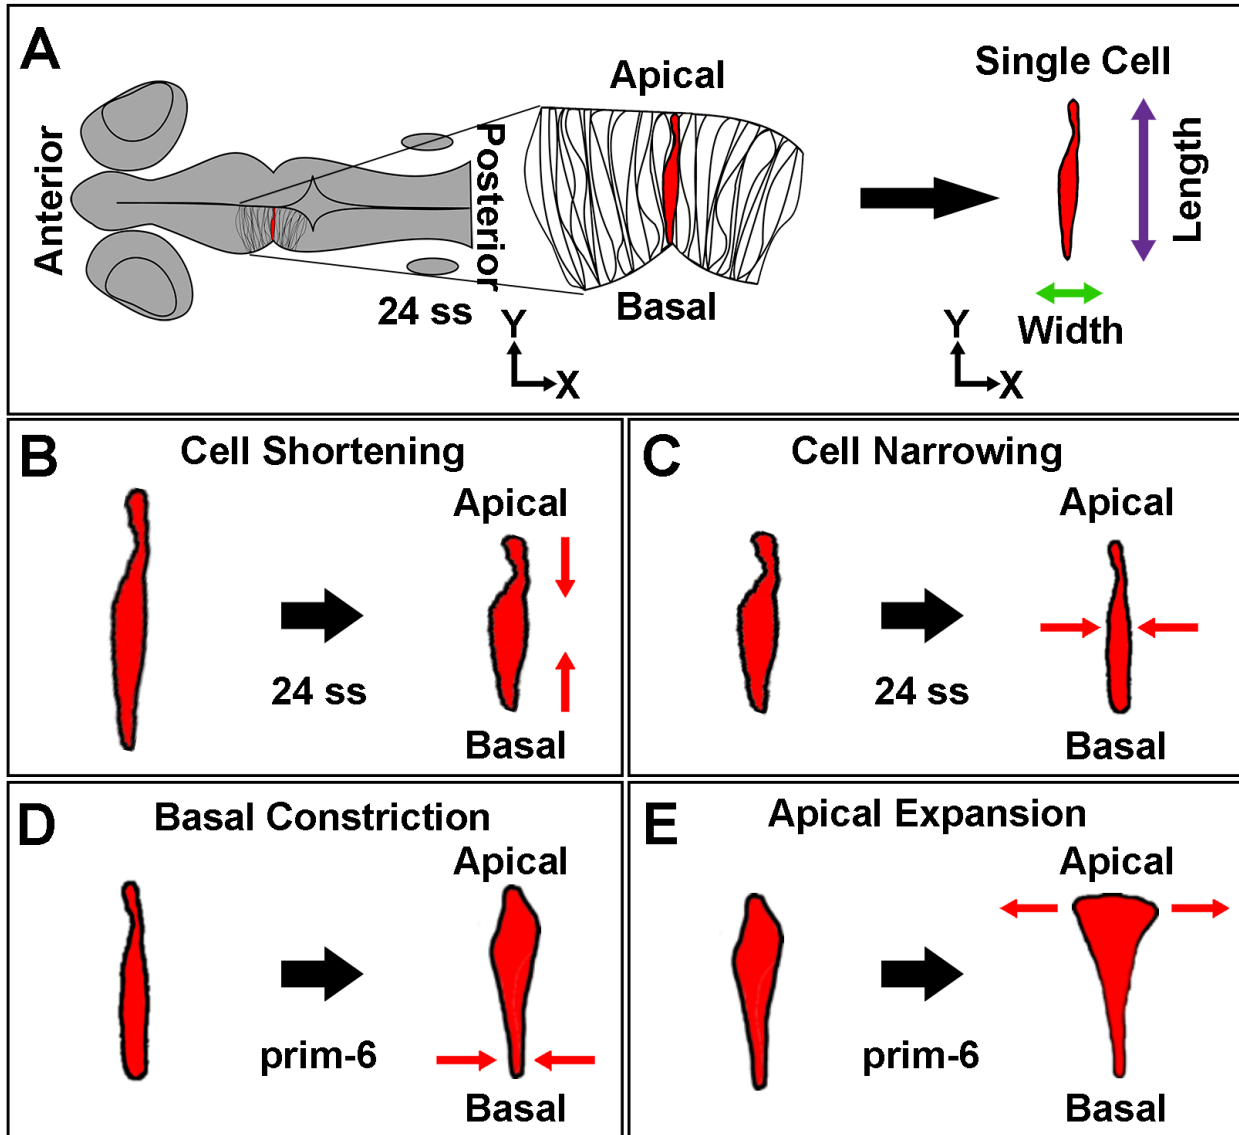 A
Anterior
Posterior
24 ss
Apical
Basal
Y
X
Single Cell
Length
Width
Y
X
B
Cell Shortening
Apical
24 ss
Basal
C
Cell Narrowing
Apical
24 ss
Basal
D
Basal Constriction
Apical
prim-6
Basal
E
Apical Expansion
Apical
prim-6
Basal